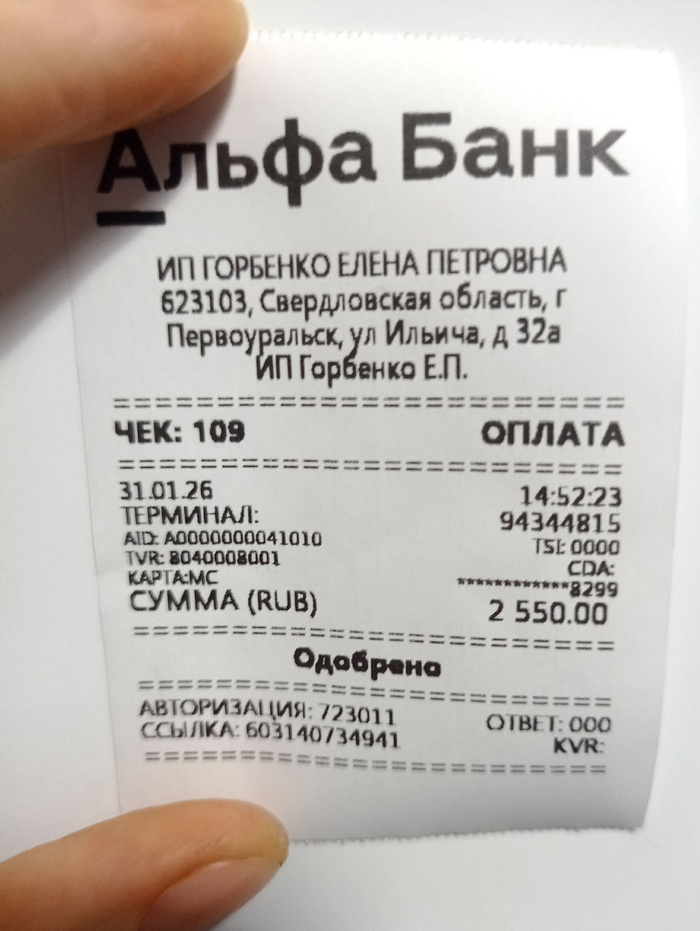 Альфа Банк
ИП ГОРБЕНКО ЕЛЕНА ПЕТРОВНА
623103, Свердловская область, г
Первоуральск, ул Ильича, д 32а
ИП Горбенко Е.П.
================================
ЧЕК: 109 ОПЛАТА
================================
31.01.26 14:52:23
ТЕРМИНАЛ: 94344815
AID: A0000000041010 TSI: 0000
TVR: 8040008001 CDA:
КАРТА:MC ************8299
СУММА (RUB) 2 550.00
================================
Одобрено
================================
АВТОРИЗАЦИЯ: 723011 ОТВЕТ: 000
ССЫЛКА: 603140734941 KVR:
================================